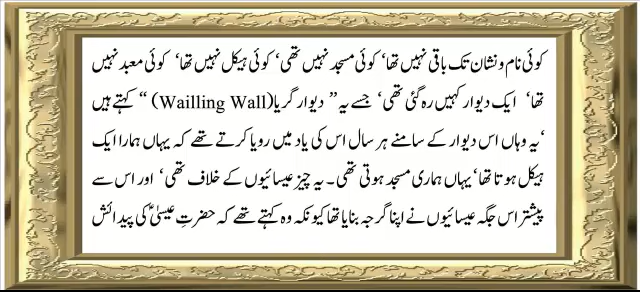 کوئی نام و نشان تک باقی نہیں تھا‘ کوئی مسجد نہیں تھی‘ کوئی ہیکل نہیں تھا‘ کوئی معبد نہیں
تھا‘ ایک دیوار کہیں رہ گئی تھی‘ جسے یہ” دیوار گریا(Wailling Wall) “ کہتے ہیں
‘یہ وہاں اس دیوار کے سامنے ہر سال اس کی یاد میں رویا کرتے تھے کہ یہاں ہمارا ایک
ہیکل ہوتا تھا‘ یہاں ہماری مسجد ہوتی تھی۔ یہ چیز عیسائیوں کے خلاف تھی‘ اور اس سے
پیشتر اس جگہ عیسائیوں نے اپنا گرجہ بنایا تھا کیونکہ وہ کہتے تھے کہ حضرتِ عیسیٰؑ کی پیدائش